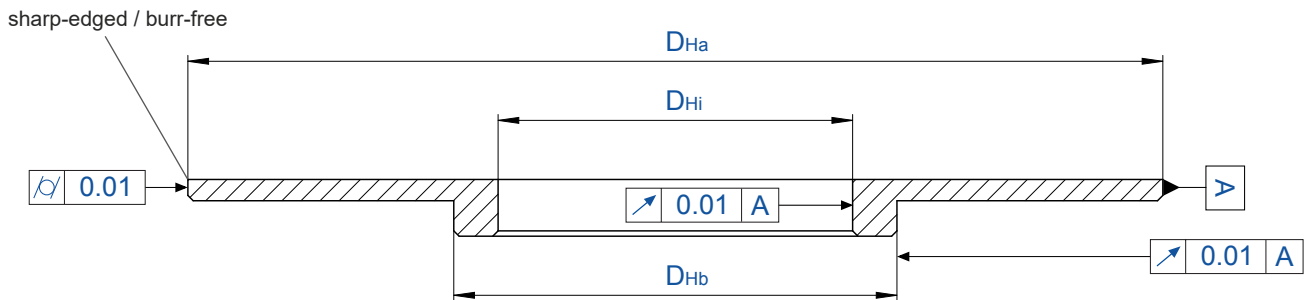 sharp-edged / burr-free
DHa
DHi
0.01
0.01 A
A
0.01 A
DHb